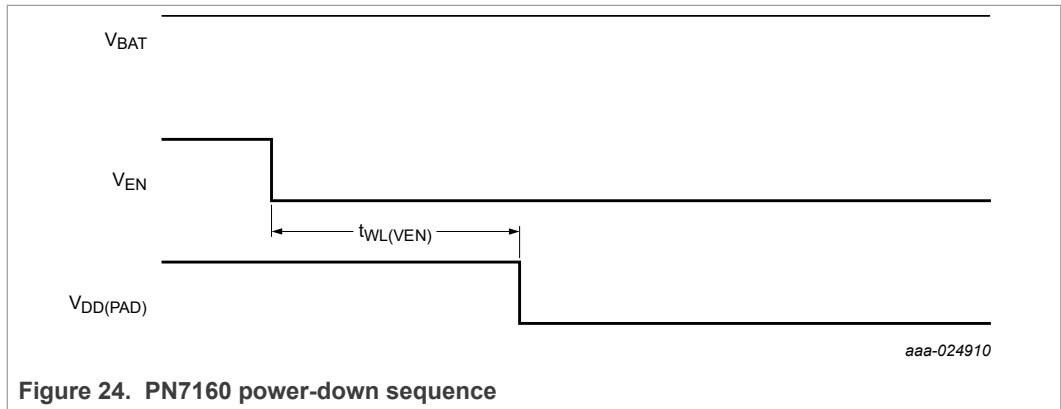 VBAT
VEN
tWL(VEN)
VDD(PAD)
aaa-024910
Figure 24. PN7160 power-down sequence